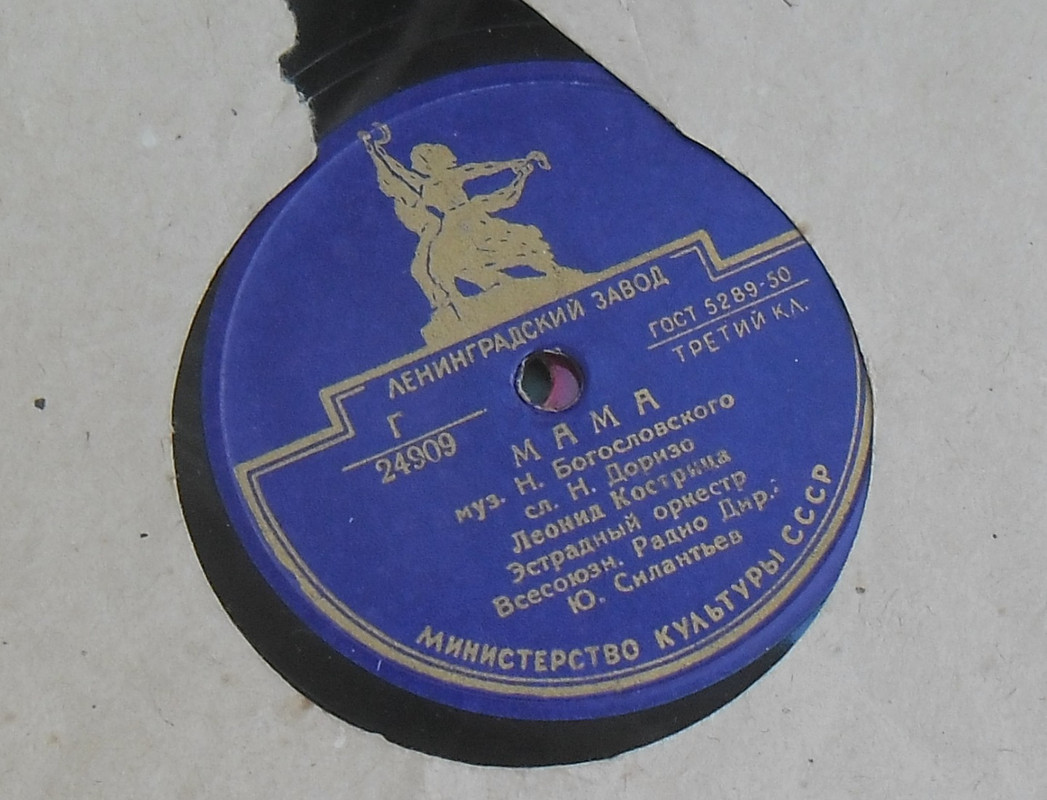 ЛЕНИНГРАДСКИЙ ЗАВОД
ГОСТ 5289-50
ТРЕТИЙ КЛ.
Г
24909
МАМА
муз. Н. Богословского
сл. Н. Доризо
Леонид Кострица
Эстрадный оркестр
Всесоюзн. Радио Дир.:
Ю. Силантьев
МИНИСТЕРСТВО КУЛЬТУРЫ СССР